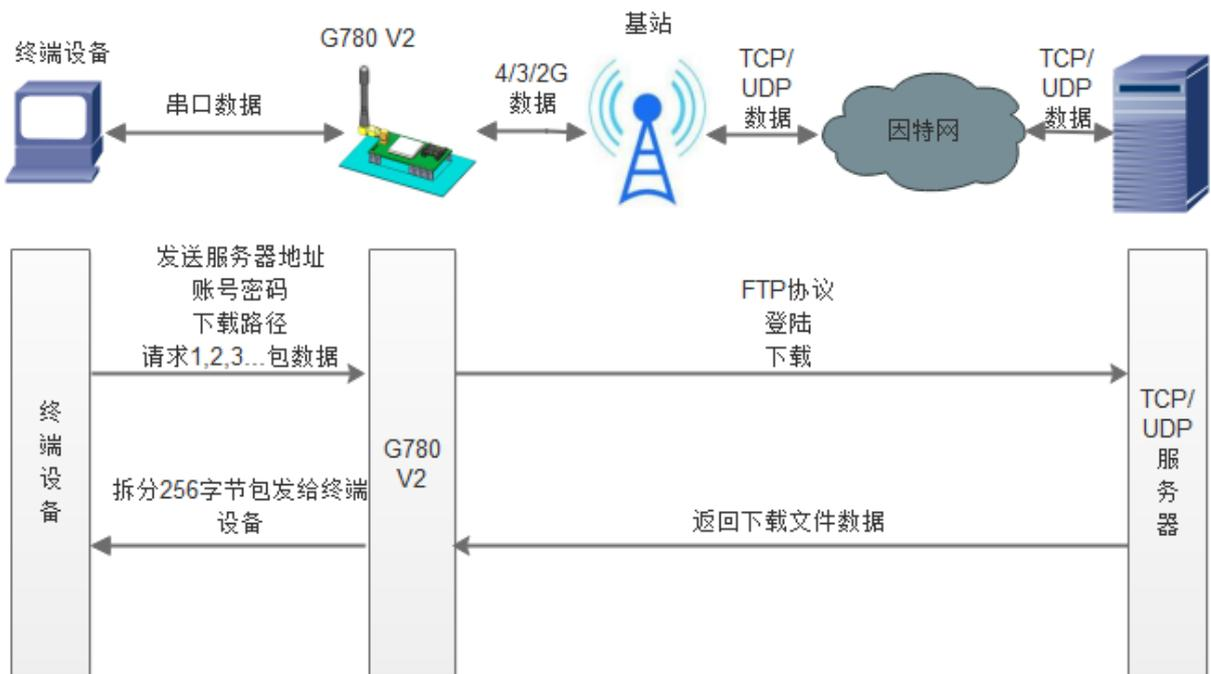 终端设备
G780 V2
基站
串口数据
4/3/2G
数据
TCP/
UDP
数据
因特网
TCP/
UDP
数据
发送服务器地址
账号密码
下载路径
请求1,2,3...包数据
FTP协议
登陆
下载
终
端
设
备
G780
V2
TCP/
UDP
服
务
器
拆分256字节包发给终端
设备
返回下载文件数据